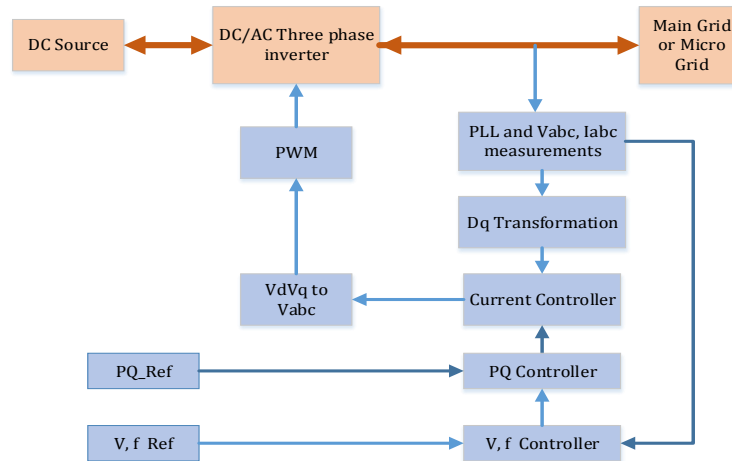 DC Source
DC/AC Three phase
inverter
Main Grid
or Micro
Grid
PWM
PLL and Vabc, Iabc
measurements
Dq Transformation
VdVq to
Vabc
Current Controller
PQ_Ref
PQ Controller
V, f  Ref
V, f  Controller